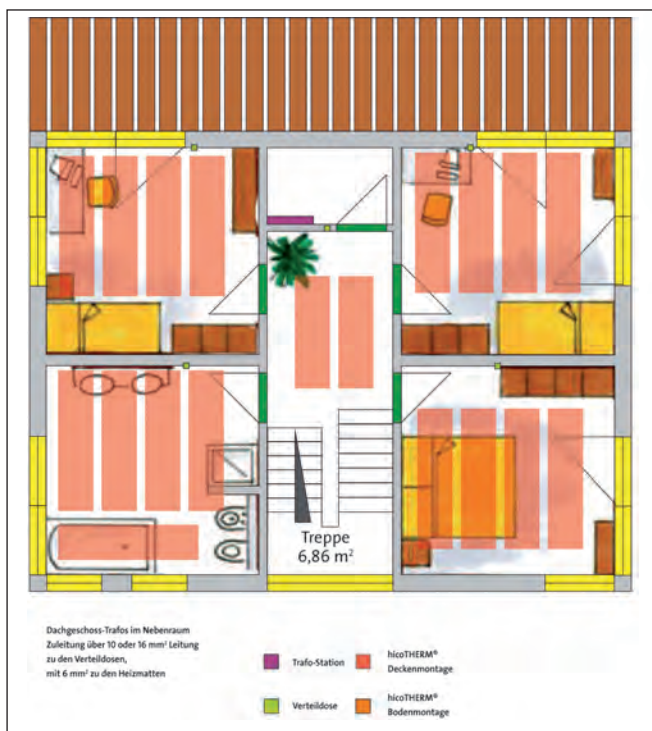 Treppe
6,86 m²
Dachgeschoss-Trafos im Nebenraum
Zuleitung über 10 oder 16 mm² Leitung
zu den Verteildosen,
mit 6 mm² zu den Heizmatten
Trafo-Station
hicoTHERM®
Deckenmontage
Verteildose
hicoTHERM®
Bodenmontage